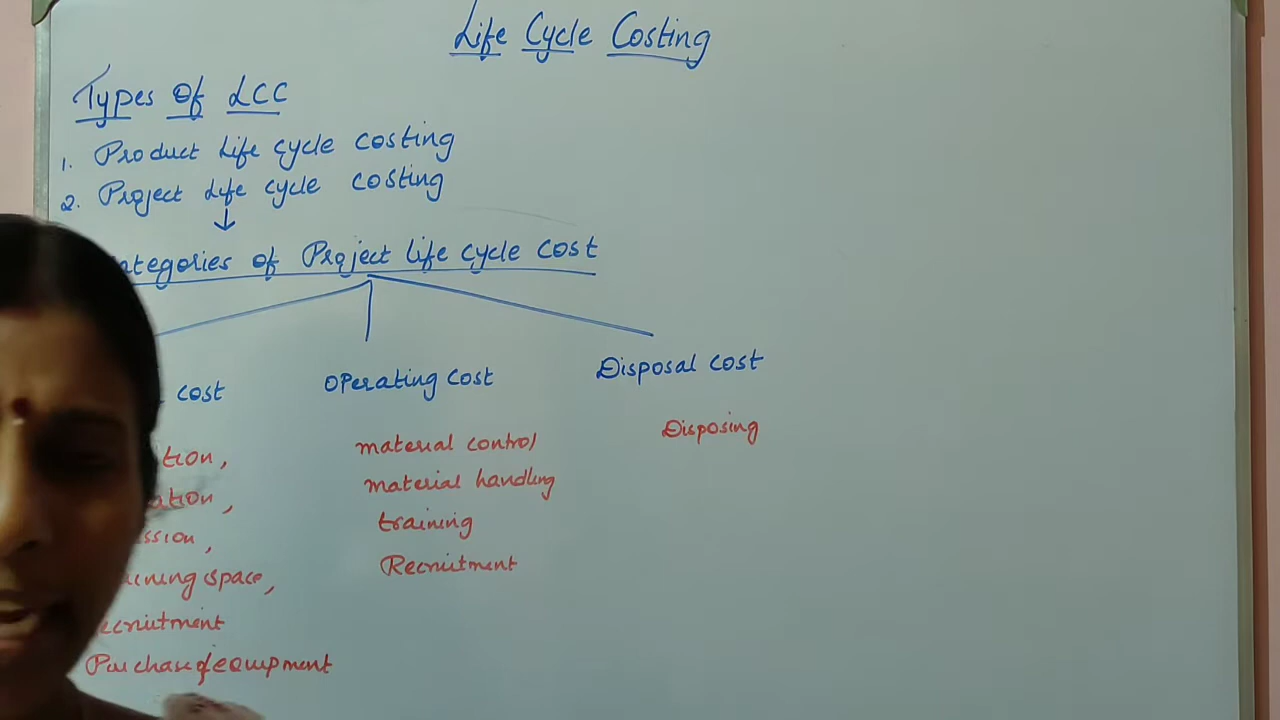 Life Cycle Costing
Types Of LCC
1. Product Life cycle costing
2. Project Life cycle costing
of Project life cycle cost
cost
Operating cost
Disposal cost
material control
material handling
training
Recruitment
Disposing
space,
Purchase of equipment